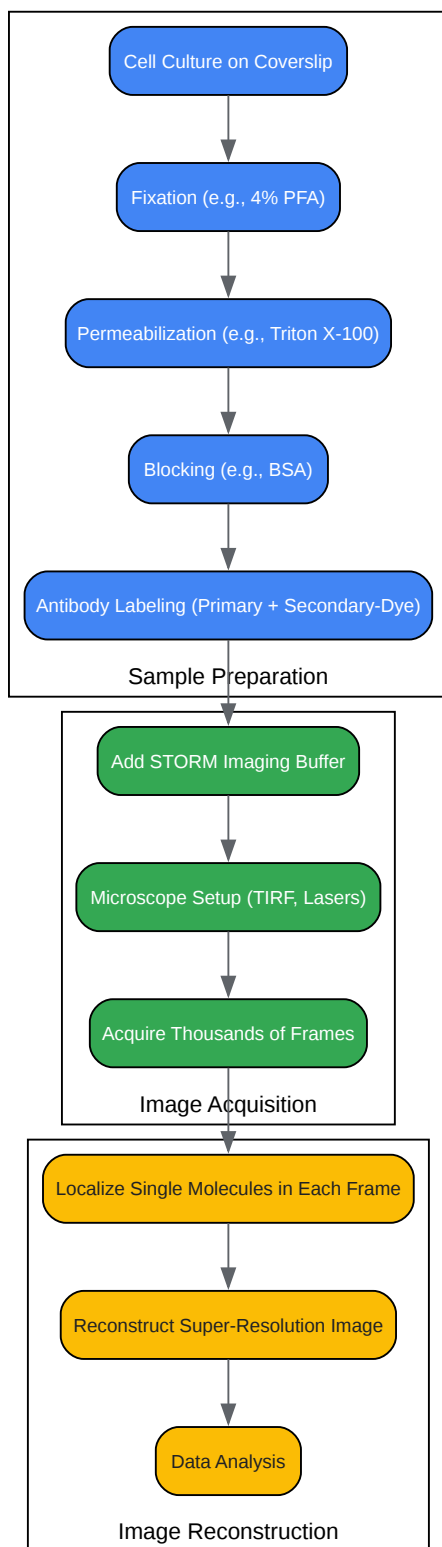 Cell Culture on Coverslip
Fixation (e.g., 4% PFA)
Permeabilization (e.g., Triton X-100)
Blocking (e.g., BSA)
Antibody Labeling (Primary + Secondary-Dye)
Sample Preparation
Add STORM Imaging Buffer
Microscope Setup (TIRF, Lasers)
Acquire Thousands of Frames
Image Acquisition
Localize Single Molecules in Each Frame
Reconstruct Super-Resolution Image
Data Analysis
Image Reconstruction